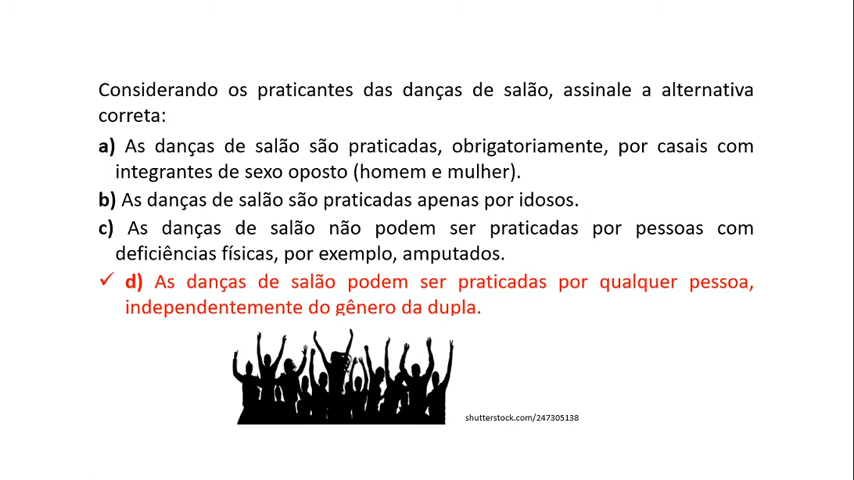 Considerando os praticantes das danças de salão, assinale a alternativa
correta:
a) As danças de salão são praticadas, obrigatoriamente, por casais com
integrantes de sexo oposto (homem e mulher).
b) As danças de salão são praticadas apenas por idosos.
c) As danças de salão não podem ser praticadas por pessoas com
deficiências físicas, por exemplo, amputados.
✓ d) As danças de salão podem ser praticadas por qualquer pessoa,
independentemente do gênero da dupla.
shutterstock.com/247305138